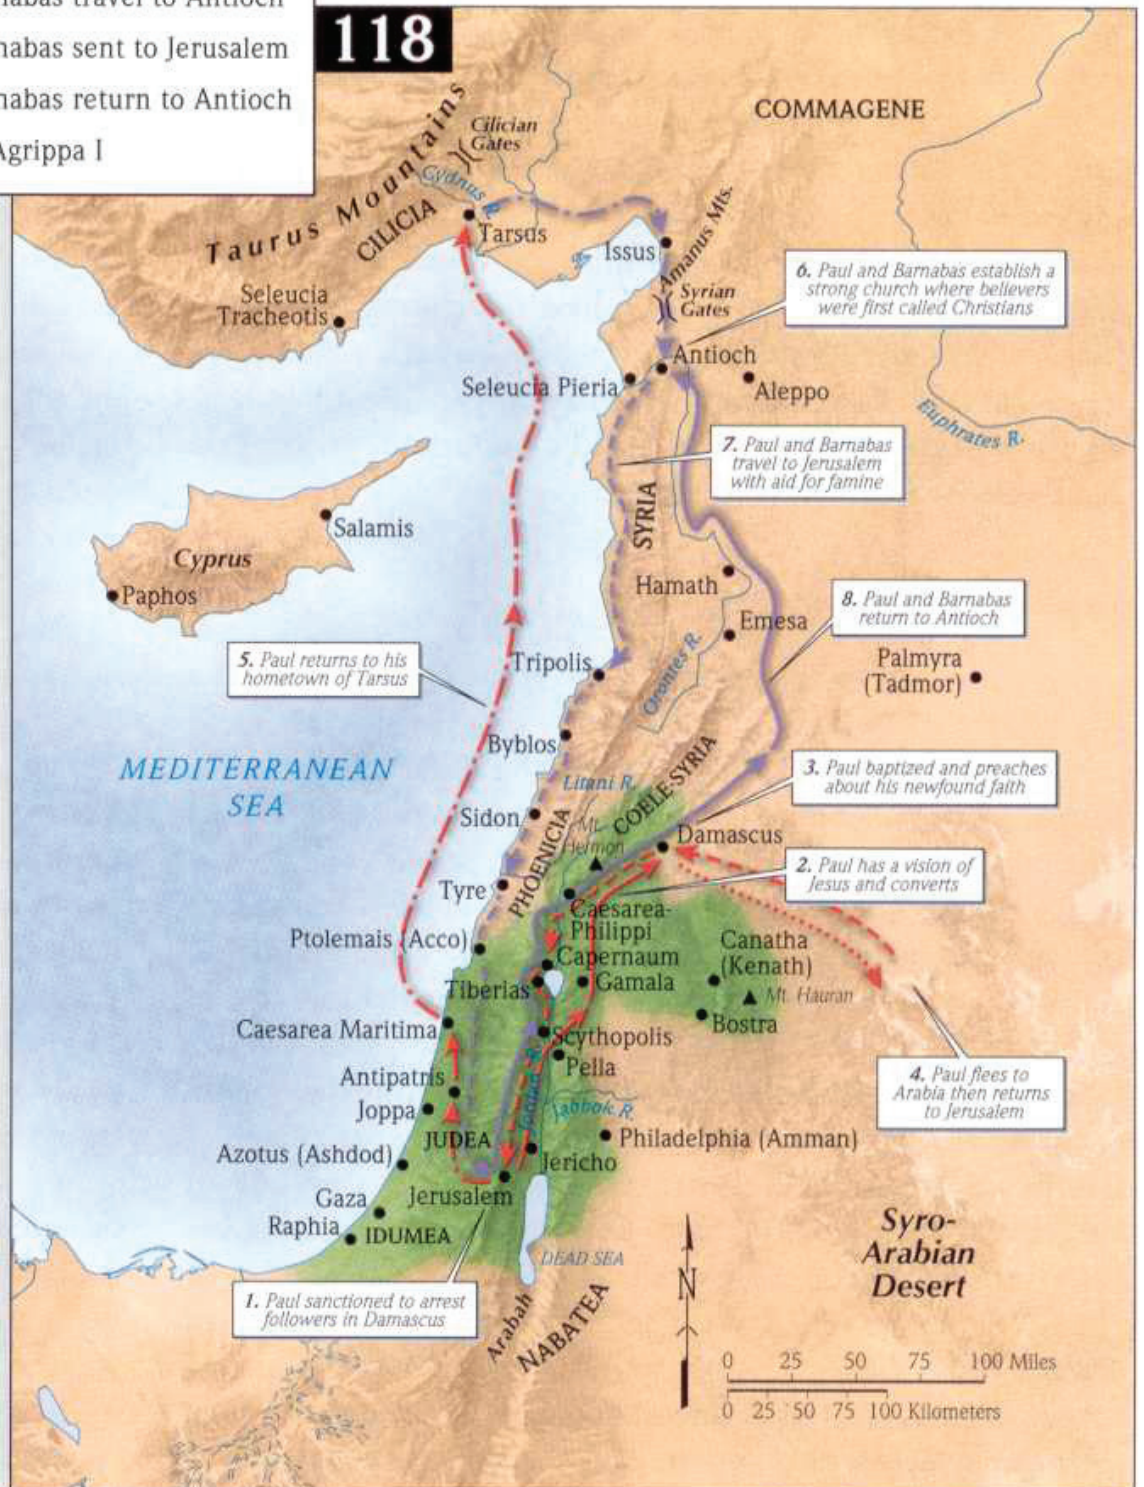 nabas travel to Antioch
nabas sent to Jerusalem
nabas return to Antioch
Agrippa I
118
COMMAGENE
Taurus Mountains
Cilician
Gates
Cydnus R.
CILICIA
Tarsus
Issus
Amanus Mts.
Syrian
Gates
Seleucia
Tracheotis
6. Paul and Barnabas establish a
strong church where believers
were first called Christians
Antioch
Seleucia Pieria
Aleppo
Euphrates R.
7. Paul and Barnabas
travel to Jerusalem
with aid for famine
SYRIA
Salamis
Cyprus
Paphos
Hamath
8. Paul and Barnabas
return to Antioch
Emesa
Orontes R.
5. Paul returns to his
hometown of Tarsus
Tripolis
Palmyra
(Tadmor)
Byblos
MEDITERRANEAN
SEA
Litani R.
COELE-SYRIA
3. Paul baptized and preaches
about his newfound faith
Sidon
PHOENICIA
Mt.
Hermon
Damascus
2. Paul has a vision of
Jesus and converts
Tyre
Caesarea-
Philippi
Ptolemais (Acco)
Capernaum
Canatha
(Kenath)
Tiberias
Gamala
Mt. Hauran
Caesarea Maritima
Scythopolis
Bostra
Pella
Antipatris
Jordan R.
Jabbok R.
4. Paul flees to
Arabia then returns
to Jerusalem
Joppa
JUDEA
Philadelphia (Amman)
Azotus (Ashdod)
Jericho
Gaza
Jerusalem
Raphia
IDUMEA
Syro-
Arabian
Desert
DEAD SEA
N
1. Paul sanctioned to arrest
followers in Damascus
Arabah
NABATEA
0 25 50 75 100 Miles
0 25 50 75 100 Kilometers